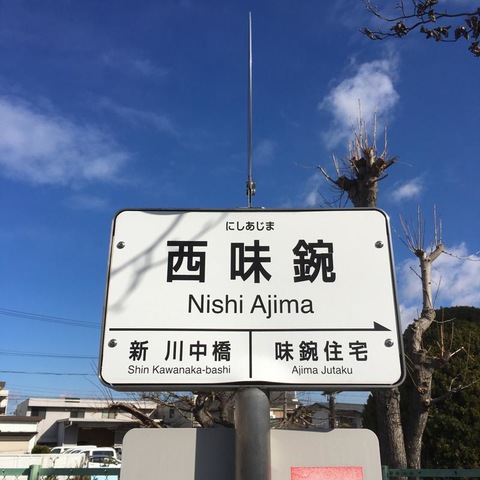 にしあじま
西味鋺
Nishi Ajima
新川中橋 味鋺住宅
Shin Kawanaka-bashi Ajima Jutaku